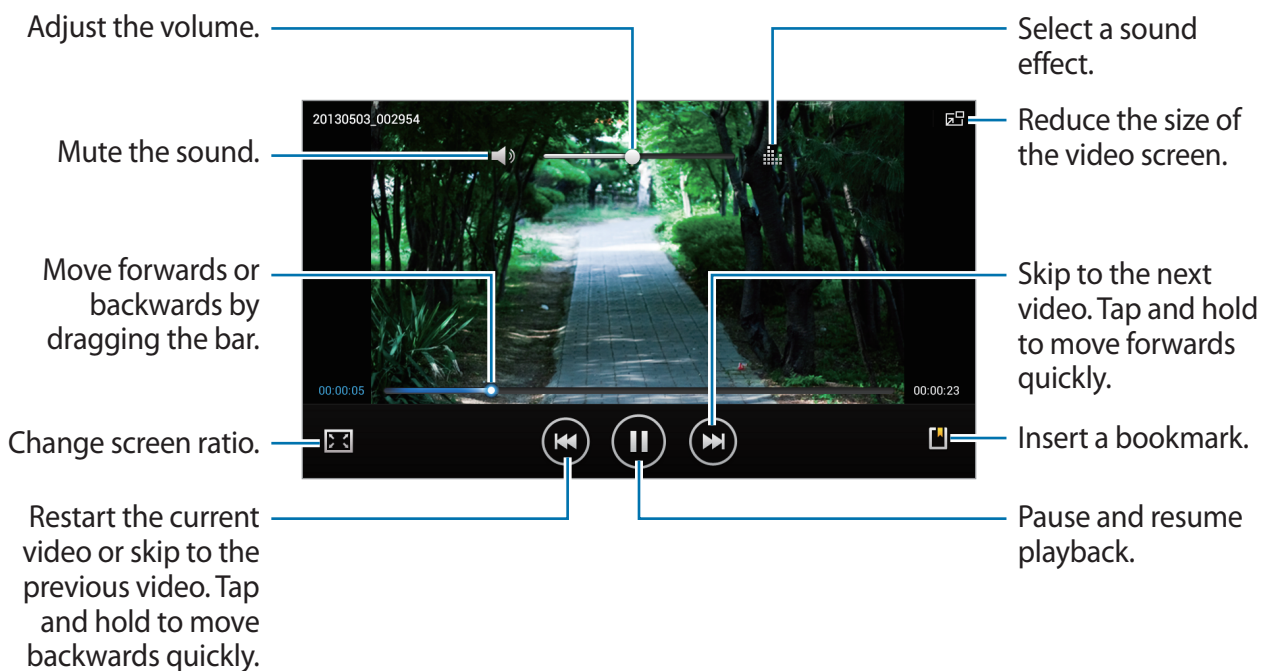 Adjust the volume.
Mute the sound.
Move forwards or
backwards by
dragging the bar.
Change screen ratio.
Restart the current
video or skip to the
previous video. Tap
and hold to move
backwards quickly.
20130503_002954
00:00:05
00:00:23
Select a sound
effect.
Reduce the size of
the video screen.
Skip to the next
video. Tap and hold
to move forwards
quickly.
Insert a bookmark.
Pause and resume
playback.